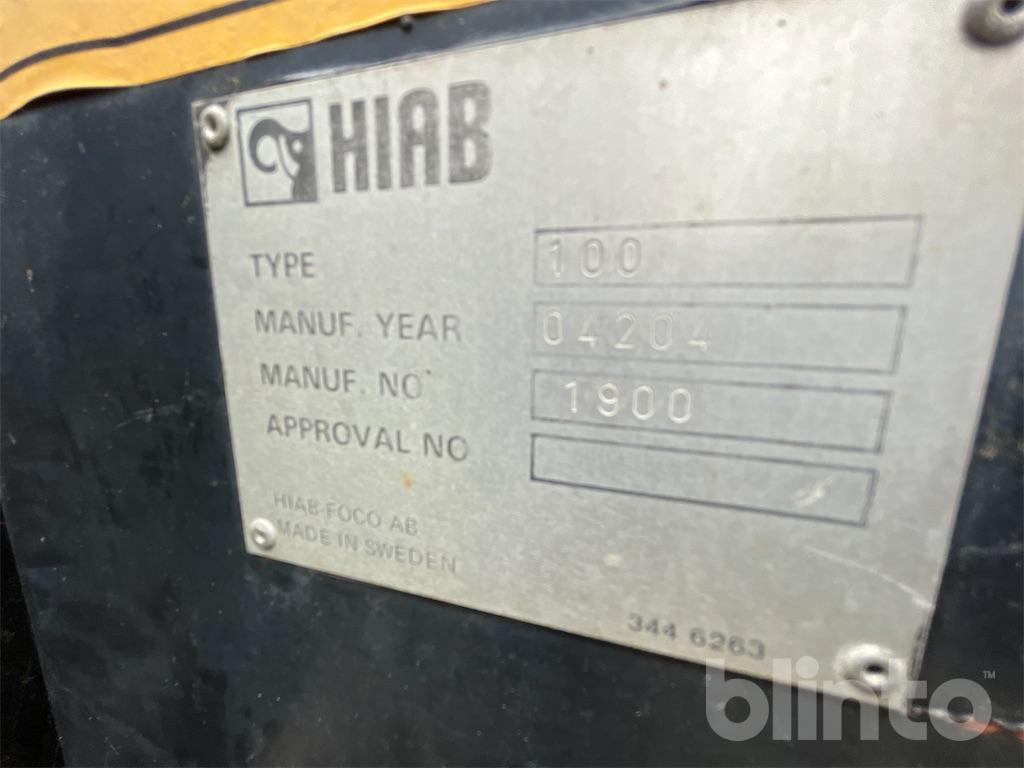 HIAB
TYPE 100
MANUF. YEAR 04204
MANUF. NO 1900
APPROVAL NO
HIAB-FOCO AB
MADE IN SWEDEN
344 6263
blinto™